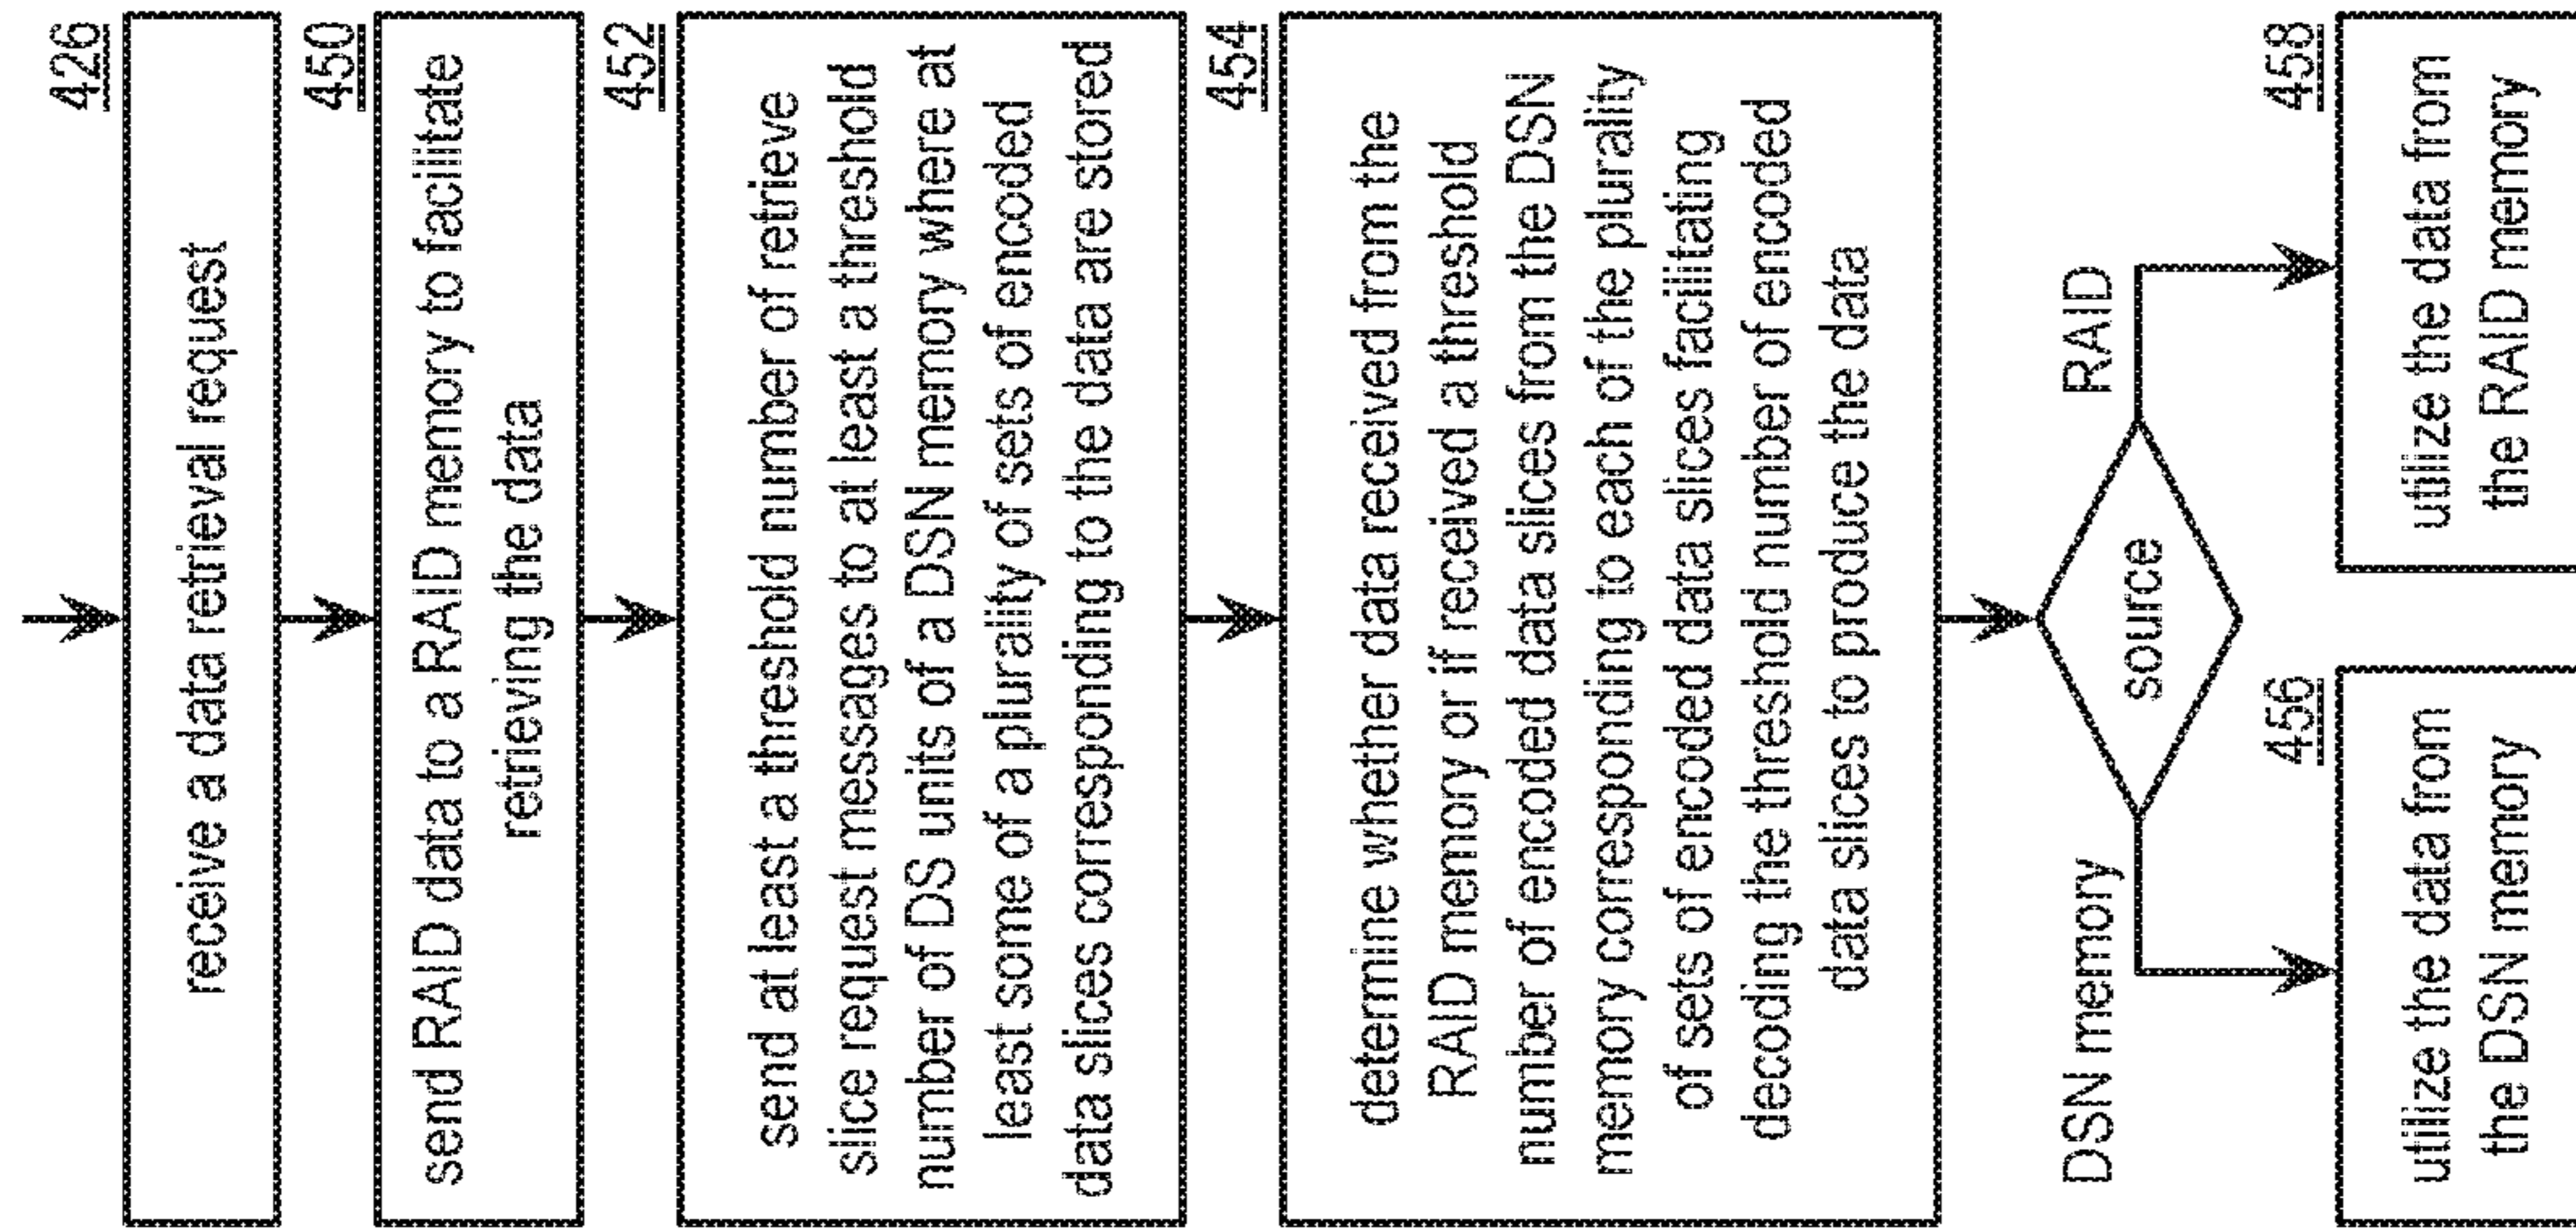 426
receive a data retrieval request
450
send RAID data to a RAID memory to facilitate
retrieving the data
452
send at least a threshold number of retrieve
slice request messages to at least a threshold
number of DS units of a DSN memory where at
least some of a plurality of sets of encoded
data slices corresponding to the data are stored
454
determine whether data received from the
RAID memory or if received a threshold
number of encoded data slices from the DSN
memory corresponding to each of the plurality
of sets of encoded data slices facilitating
decoding the threshold number of encoded
data slices to produce the data
DSN memory
source
RAID
456
utilize the data from
the DSN memory
458
utilize the data from
the RAID memory